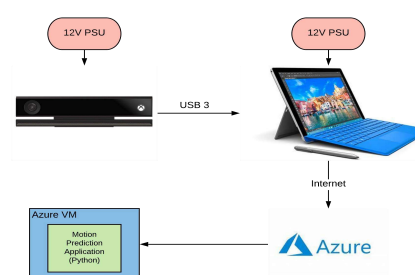 12V PSU
12V PSU
USB 3
Internet
Azure VM
Motion
Prediction
Application
(Python)
Azure